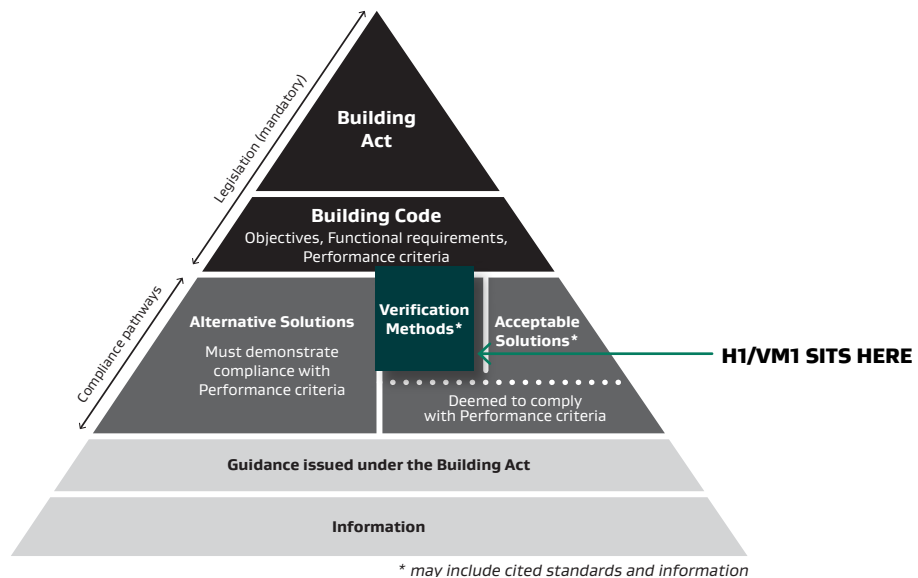 Legislation (mandatory)
Building
Act
Building Code
Objectives, Functional requirements,
Performance criteria
Compliance pathways
Alternative Solutions
Must demonstrate
compliance with
Performance criteria
Verification
Methods*
Acceptable
Solutions*
H1/VM1 SITS HERE
Deemed to comply
with Performance criteria
Guidance issued under the Building Act
Information
* may include cited standards and information